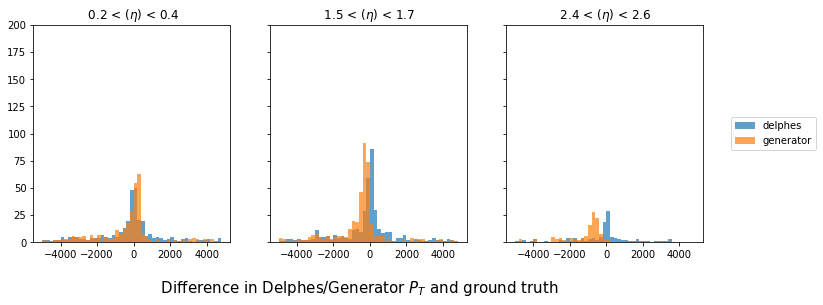 0.2 < (η) < 0.4
1.5 < (η) < 1.7
2.4 < (η) < 2.6
200
175
150
125
100
75
50
25
0
−4000 −2000 0 2000 4000
−4000 −2000 0 2000 4000
−4000 −2000 0 2000 4000
delphes
generator
Difference in Delphes/Generator P_T and ground truth